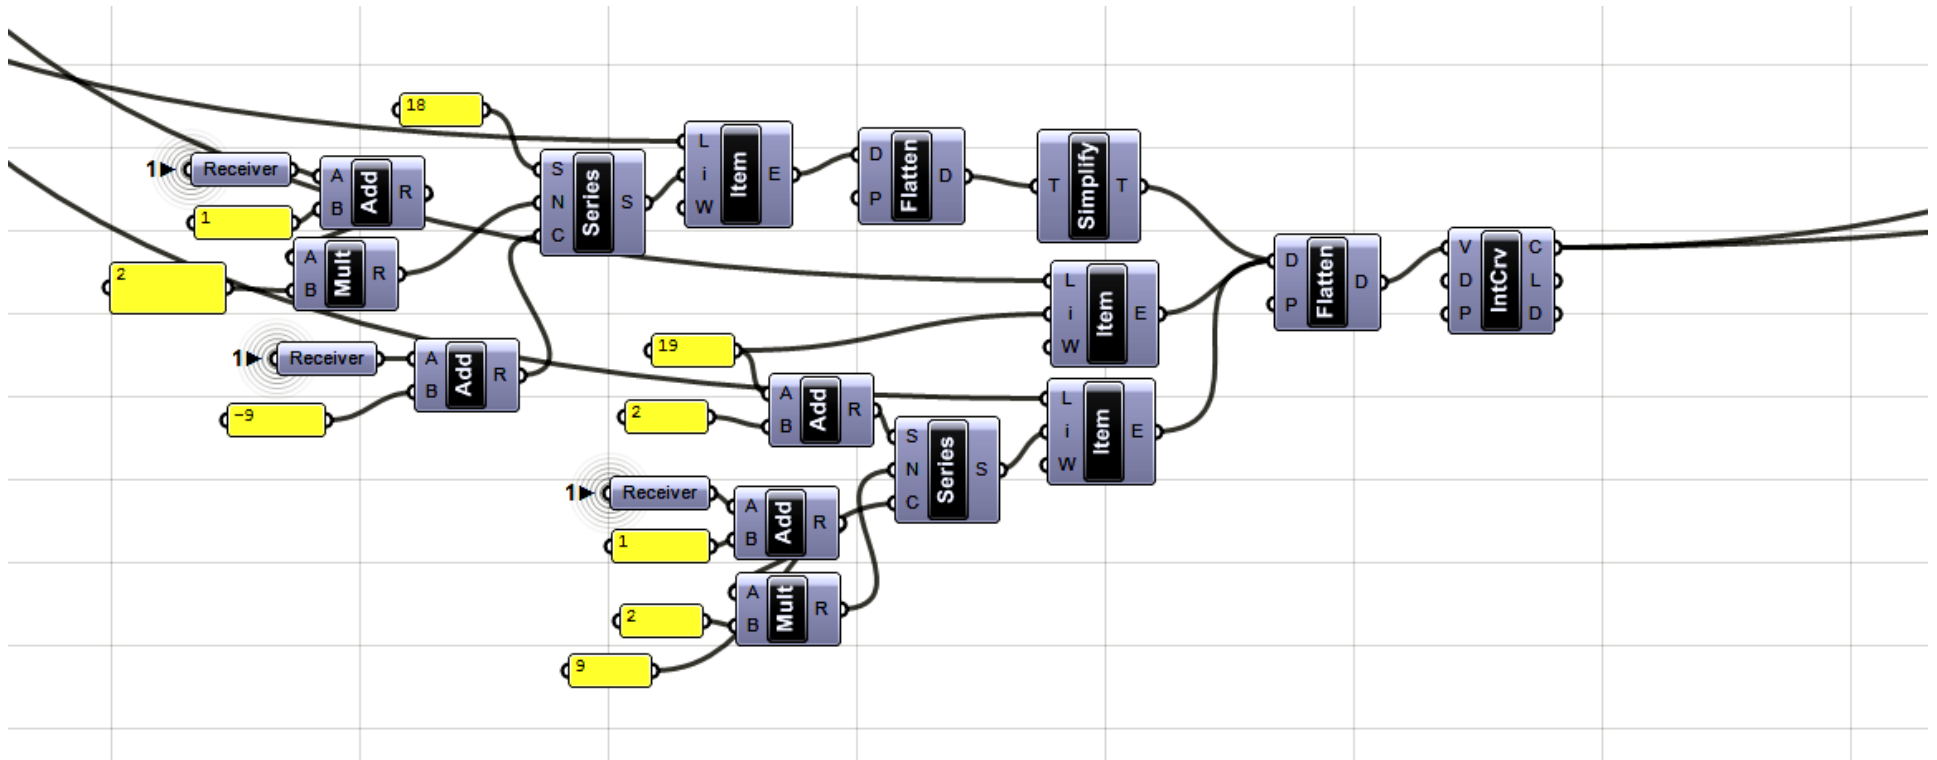 18
1 Receiver
A
B
Add
R
1
A
B
Mult
R
2
S
N
C
Series
S
L
i
W
Item
E
D
P
Flatten
D
T
Simplify
T
1 Receiver
A
B
Add
R
-9
L
i
W
Item
E
19
2
A
B
Add
R
L
i
W
Item
E
S
N
C
Series
S
1 Receiver
1
A
B
Add
R
2
9
A
B
Mult
R
D
P
Flatten
D
V
D
P
IntCrv
C
L
D